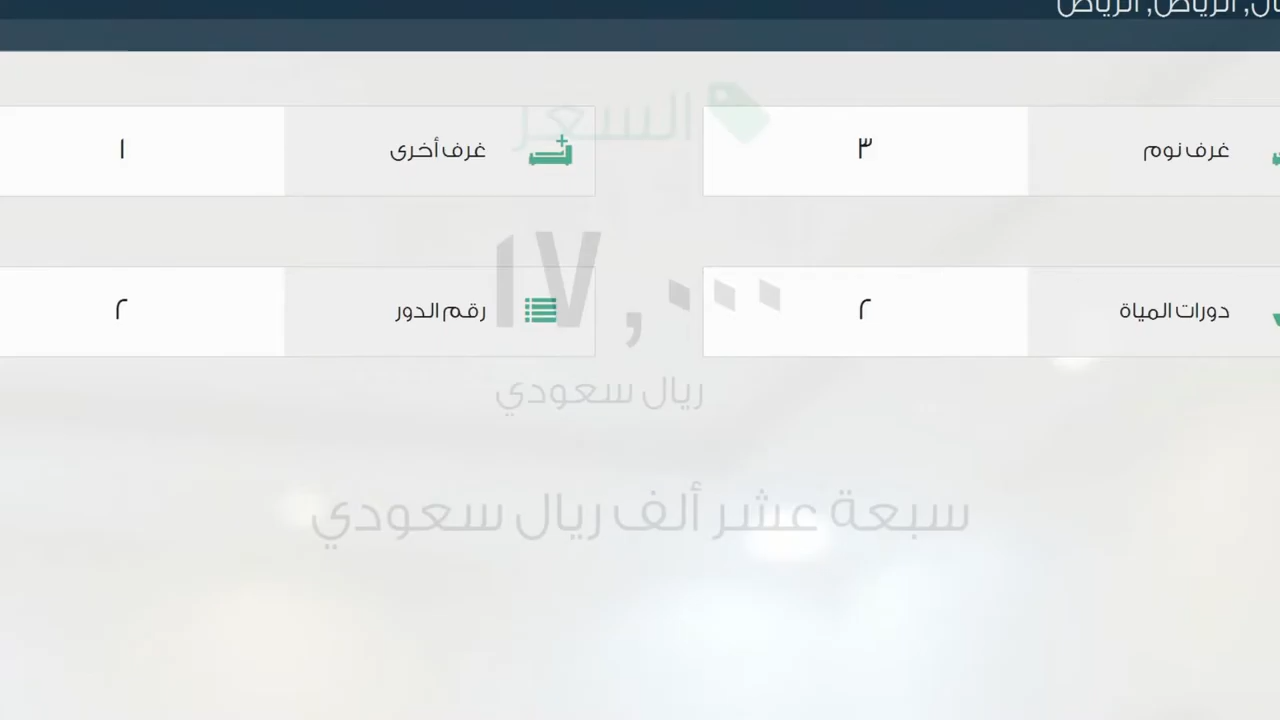 الرياض, الرياض
السعر
غرف نوم ٣ غرف أخرى ١
١٧,٠٠٠
دورات المياة ٢ رقم الدور ٢
ريال سعودي
سبعة عشر ألف ريال سعودي